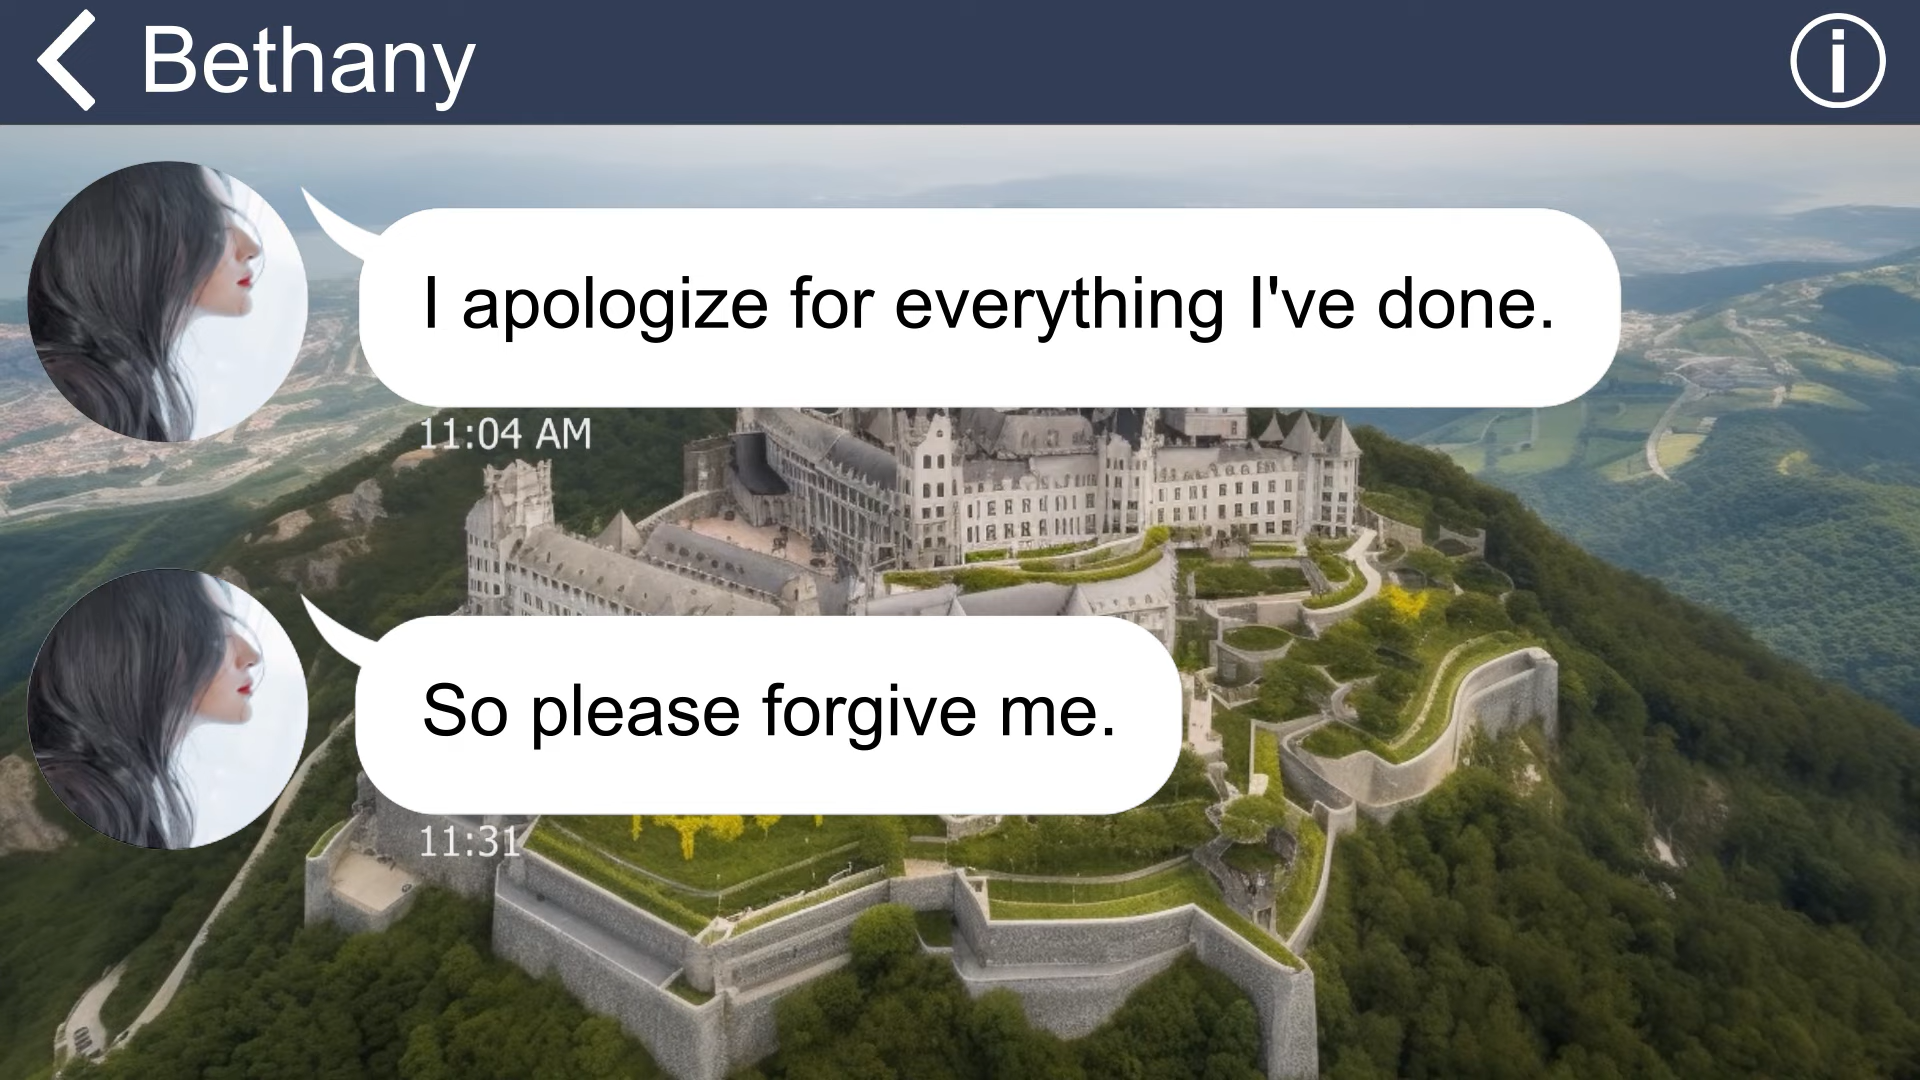 Bethany
I apologize for everything I've done.
11:04 AM
So please forgive me.
11:31